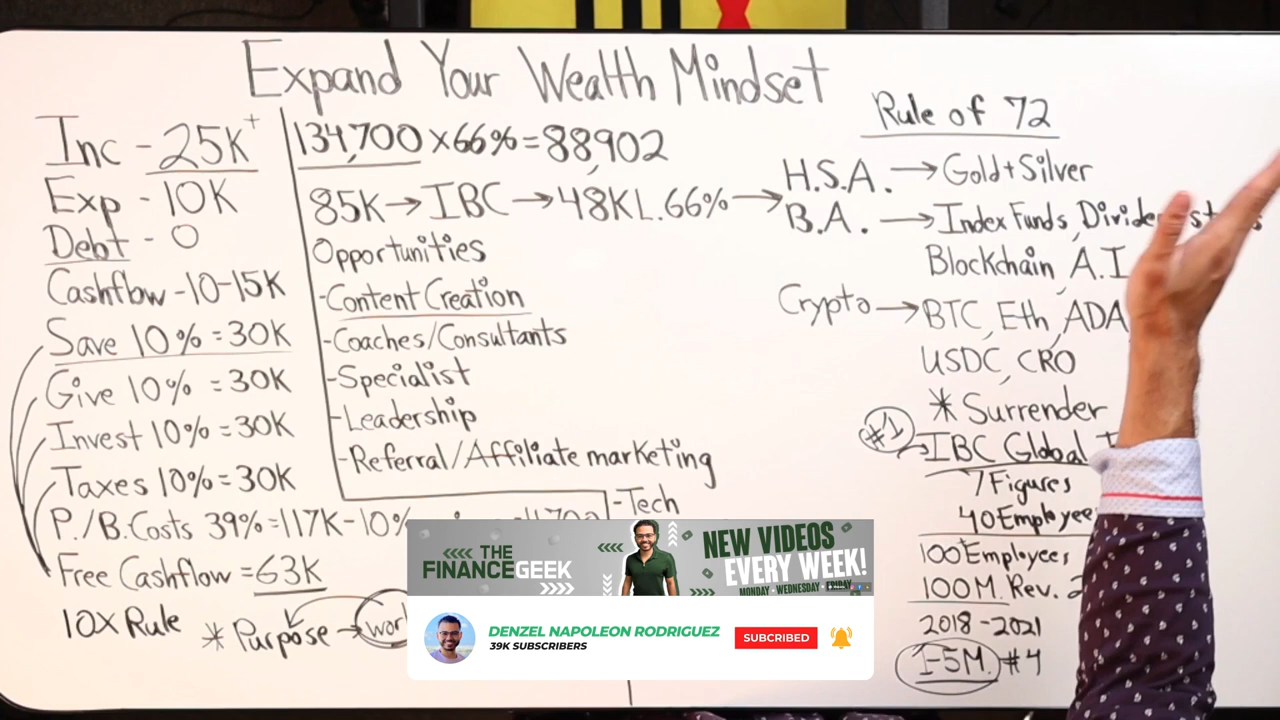 Expand Your Wealth Mindset
Inc - 25K+
Exp - 10K
Debt - 0
Cashflow - 10-15K
Save 10% = 30K
Give 10% = 30K
Invest 10% = 30K
Taxes 10% = 30K
P./B. Costs 39% = 117K - 10%
Free Cashflow = 63K
10X Rule
* Purpose →
134,700 x 66% = 88,902
85K → IBC → 48K L. 66% →
Opportunities
- Content Creation
- Coaches/Consultants
- Specialist
- Leadership
- Referral/Affiliate marketing
- Tech
Rule of 72
H.S.A. → Gold + Silver
B.A. → Index Funds,
Blockchain, A.I
Crypto → BTC, Eth, ADA,
USDC, CRO
* Surrender
#1 IBC Global
7 Figures
40 Employee
100+ Employees
100M. Rev.
2018 - 2021
1-5M. #4
THE
FINANCE GEEK
NEW VIDEOS
EVERY WEEK!
MONDAY • WEDNESDAY • FRIDAY
DENZEL NAPOLEON RODRIGUEZ
39K SUBSCRIBERS
SUBCRIBED